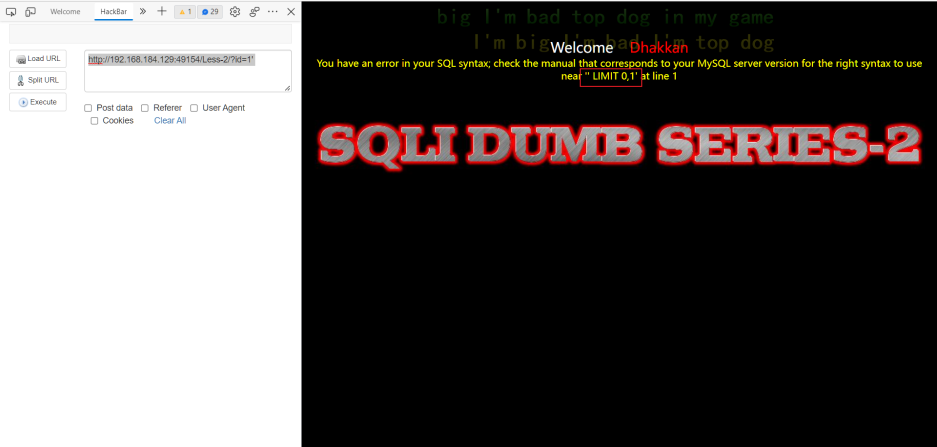 Welcome HackBar 1 29
Load URL
Split URL
Execute
http://192.168.184.129:49154/Less-2/?id=1'
Post data Referer User Agent
Cookies Clear All
big I'm bad top dog in my game
I'm big I'm bad I'm top dog
Welcome Dhakkan
You have an error in your SQL syntax; check the manual that corresponds to your MySQL server version for the right syntax to use
near '' LIMIT 0,1' at line 1
SQLI DUMB SERIES-2